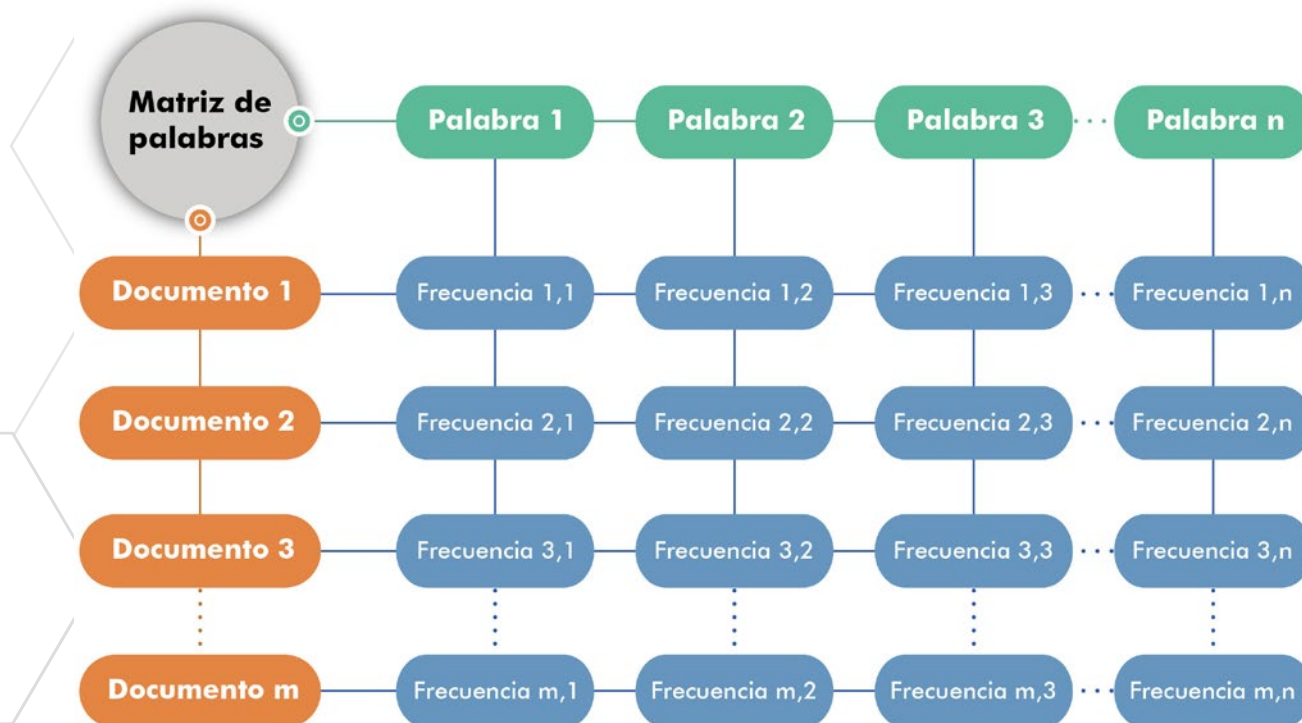 Matriz de
palabras
Palabra 1 Palabra 2 Palabra 3 Palabra n
Documento 1 Frecuencia 1,1 Frecuencia 1,2 Frecuencia 1,3 Frecuencia 1,n
Documento 2 Frecuencia 2,1 Frecuencia 2,2 Frecuencia 2,3 Frecuencia 2,n
Documento 3 Frecuencia 3,1 Frecuencia 3,2 Frecuencia 3,3 Frecuencia 3,n
Documento m Frecuencia m,1 Frecuencia m,2 Frecuencia m,3 Frecuencia m,n